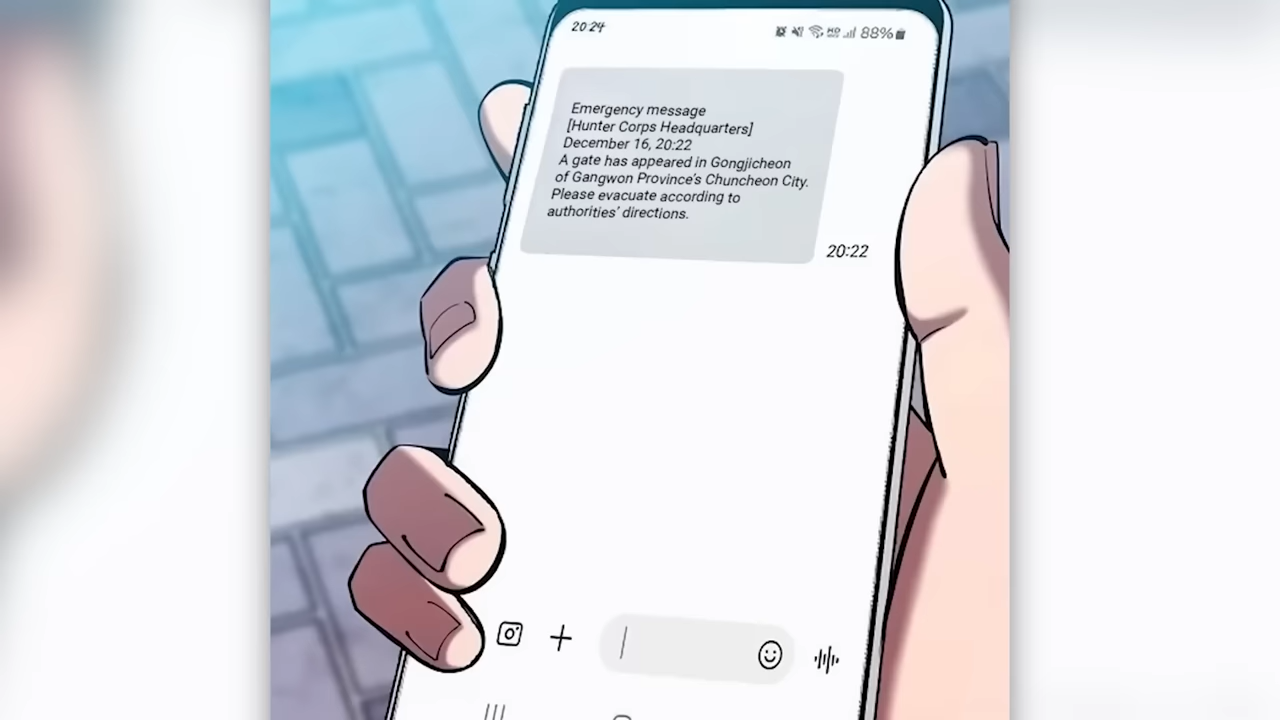 20:24
HD
88%
Emergency message
[Hunter Corps Headquarters]
December 16, 20:22
A gate has appeared in Gongjicheon
of Gangwon Province's Chuncheon City.
Please evacuate according to
authorities' directions.
20:22